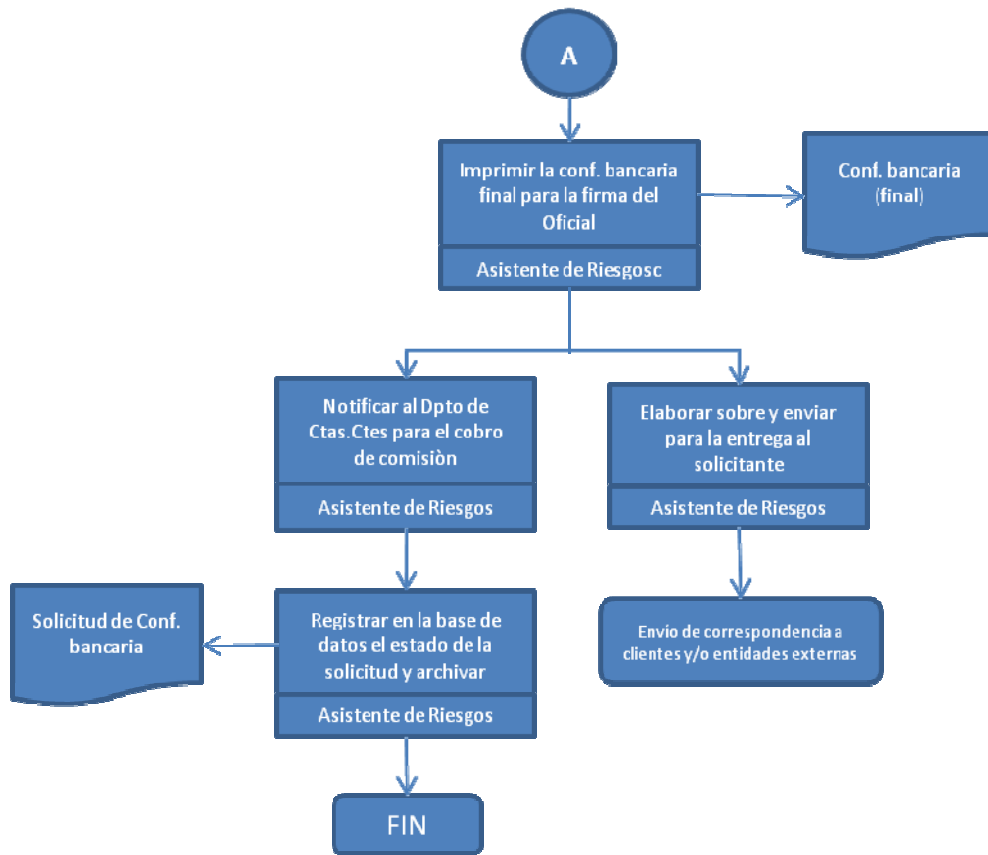 A
Imprimir la conf. bancaria
final para la firma del
Oficial
Asistente de Riesgosc
Conf. bancaria
(final)
Notificar al Dpto de
Ctas.Ctes para el cobro
de comisiòn
Asistente de Riesgos
Elaborar sobre y enviar
para la entrega al
solicitante
Asistente de Riesgos
Solicitud de Conf.
bancaria
Registrar en la base de
datos el estado de la
solicitud y archivar
Asistente de Riesgos
Envío de correspondencia a
clientes y/o entidades externas
FIN